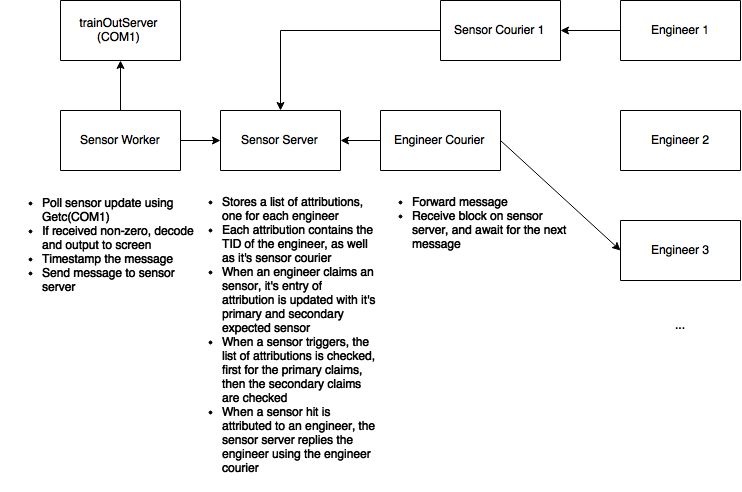 trainOutServer
(COM1)
Sensor Courier 1
Engineer 1
Sensor Worker
Sensor Server
Engineer Courier
Engineer 2
• Poll sensor update using
Getc(COM1)
• If received non-zero, decode
and output to screen
• Timestamp the message
• Send message to sensor
server
• Stores a list of attributions,
one for each engineer
• Each attribution contains the
TID of the engineer, as well
as it's sensor courier
• When an engineer claims an
sensor, it's entry of
attribution is updated with it's
primary and secondary
expected sensor
• When a sensor triggers, the
list of attributions is checked,
first for the primary claims,
then the secondary claims
are checked
• When a sensor hit is
attributed to an engineer, the
sensor server replies the
engineer using the engineer
courier
• Forward message
• Receive block on sensor
server, and await for the next
message
Engineer 3
...